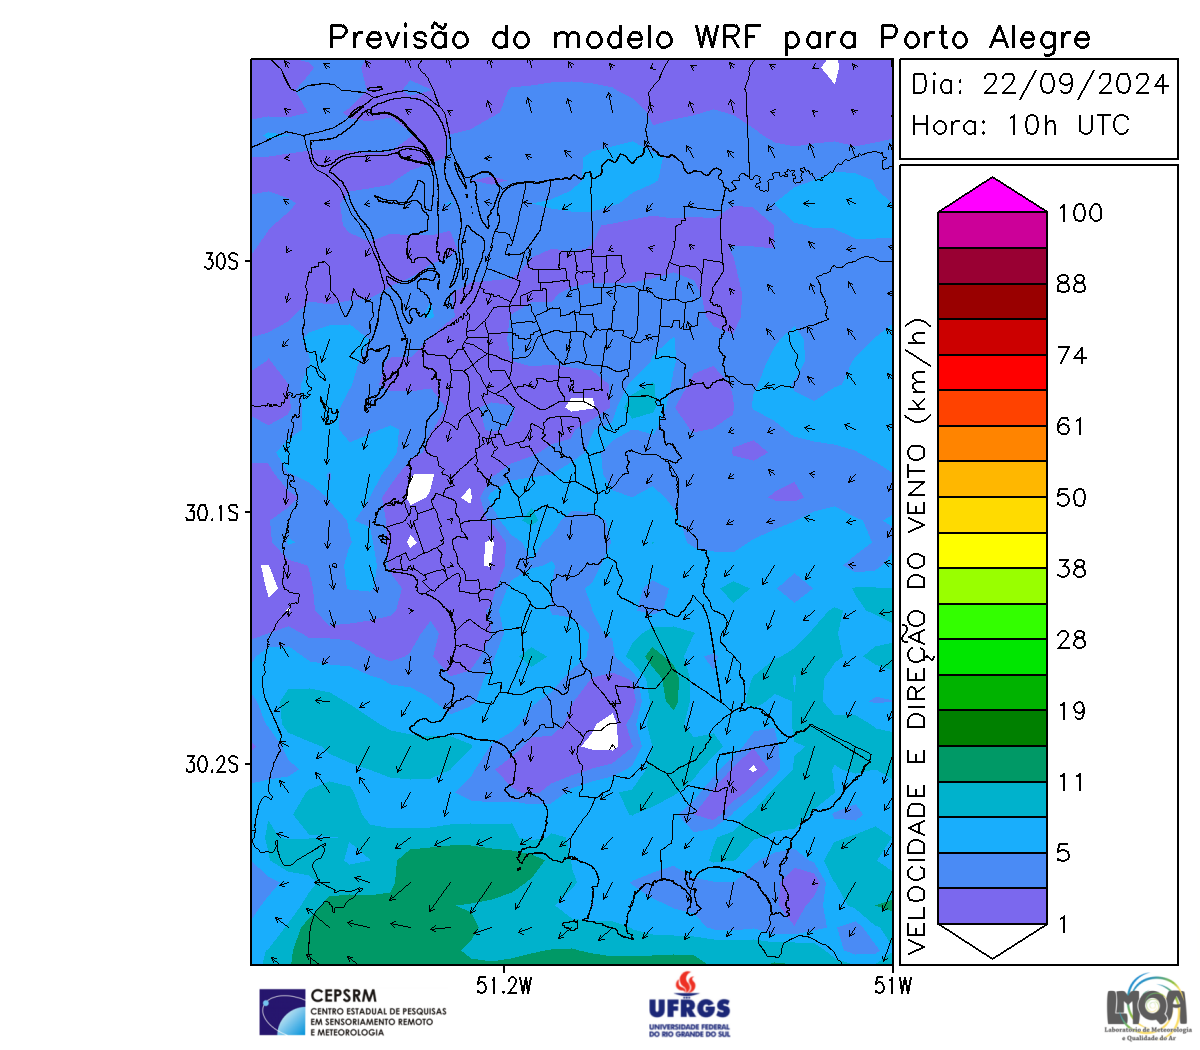 Previsão do modelo WRF para Porto Alegre
Dia: 22/09/2024
Hora: 10h UTC
100
88
74
61
50
38
28
19
11
5
1
VELOCIDADE E DIREÇÃO DO VENTO (km/h)
30S
30.1S
30.2S
51.2W
51W
CEPSRM
CENTRO ESTADUAL DE PESQUISAS
EM SENSORIAMENTO REMOTO
E METEOROLOGIA
UFRGS
UNIVERSIDADE FEDERAL
DO RIO GRANDE DO SUL
LMQA
Laboratório de Meteorologia
e Qualidade do Ar